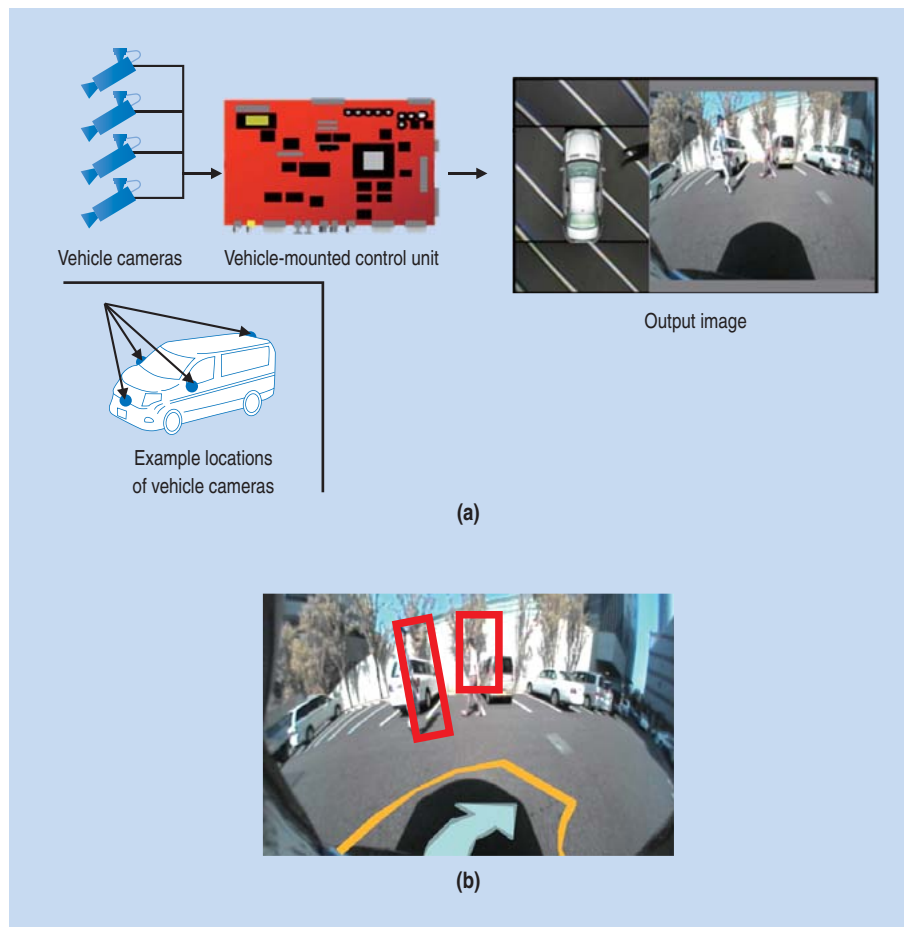 Vehicle cameras
Vehicle-mounted control unit
Output image
Example locations
of vehicle cameras
(a)
(b)